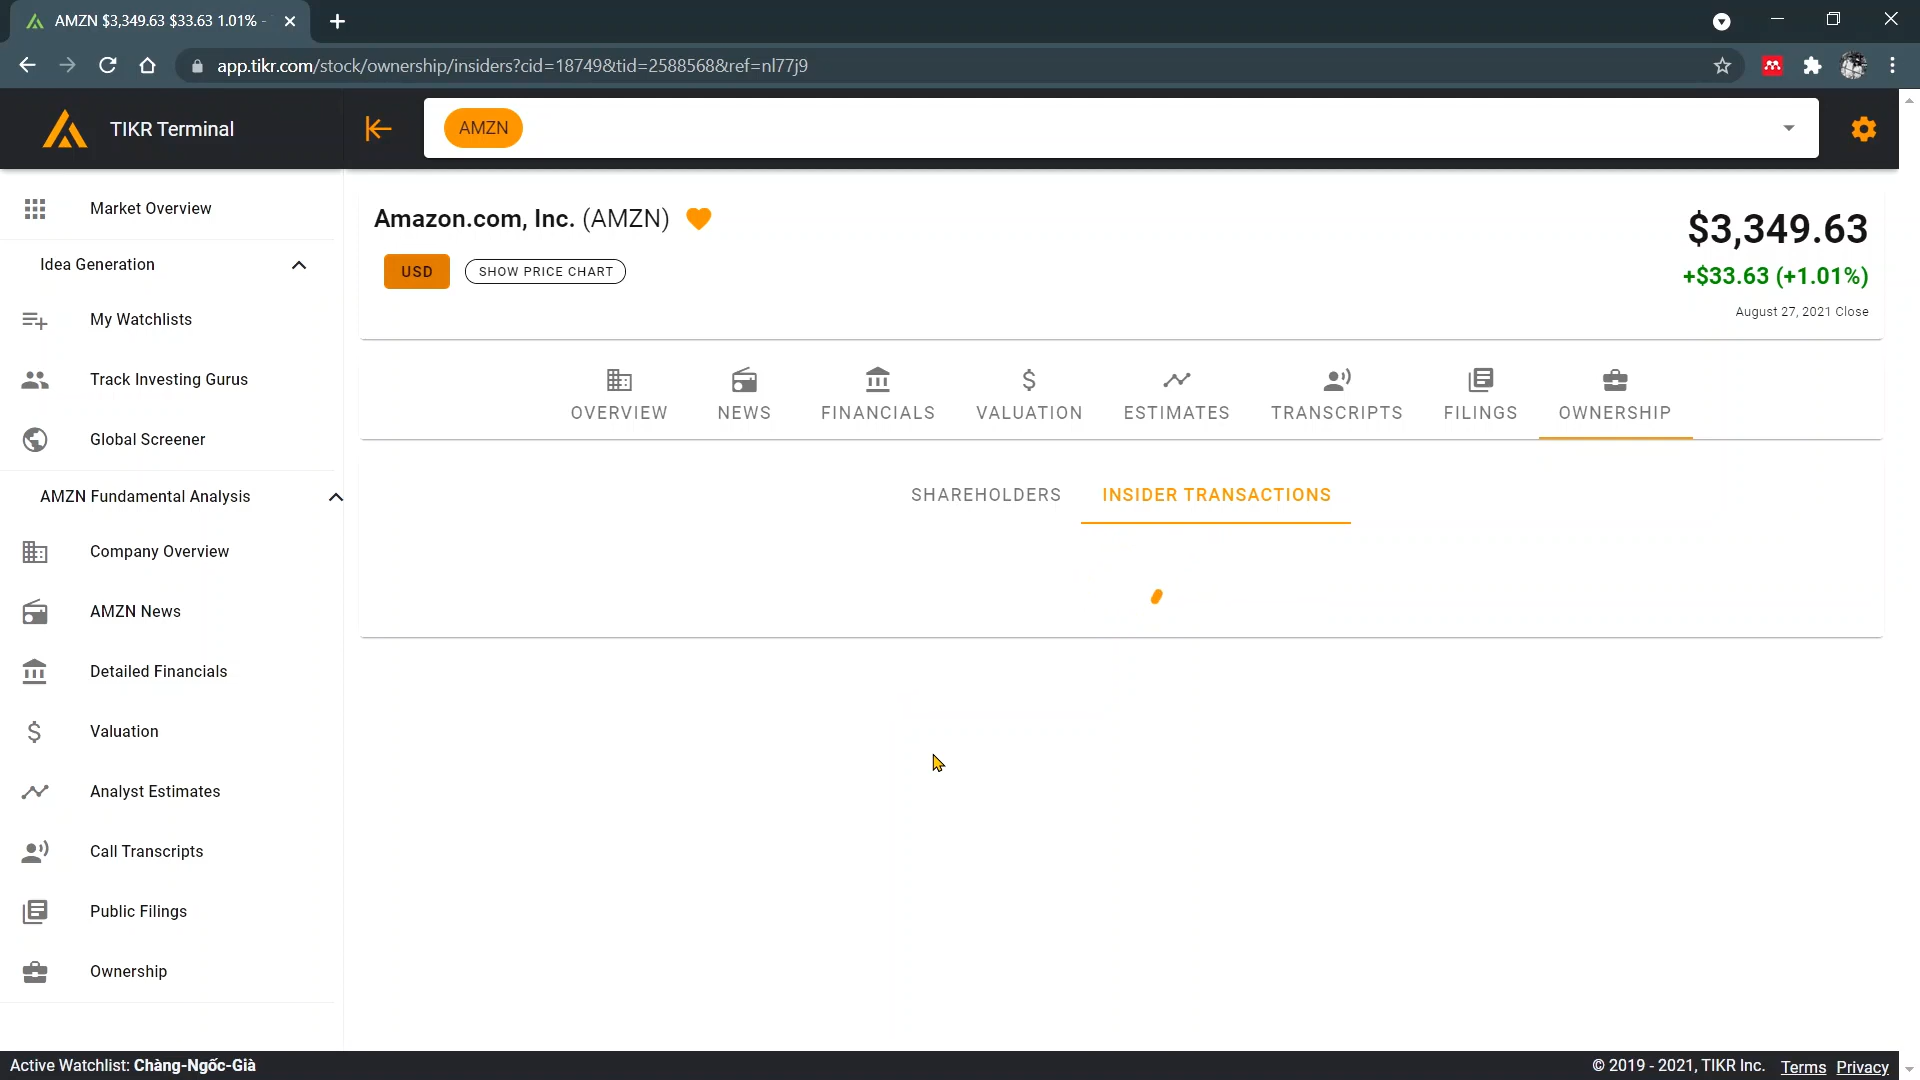 AMZN $3,349.63 $33.63 1.01% -
app.tikr.com/stock/ownership/insiders?cid=18749&tid=2588568&ref=nl77j9
TIKR Terminal
AMZN
Market Overview
Idea Generation
My Watchlists
Track Investing Gurus
Global Screener
AMZN Fundamental Analysis
Company Overview
AMZN News
Detailed Financials
Valuation
Analyst Estimates
Call Transcripts
Public Filings
Ownership
Amazon.com, Inc. (AMZN)
USD SHOW PRICE CHART
$3,349.63
+$33.63 (+1.01%)
August 27, 2021 Close
OVERVIEW NEWS FINANCIALS VALUATION ESTIMATES TRANSCRIPTS FILINGS OWNERSHIP
SHAREHOLDERS INSIDER TRANSACTIONS
Active Watchlist: Chàng-Ngốc-Già
© 2019 - 2021, TIKR Inc. Terms Privacy